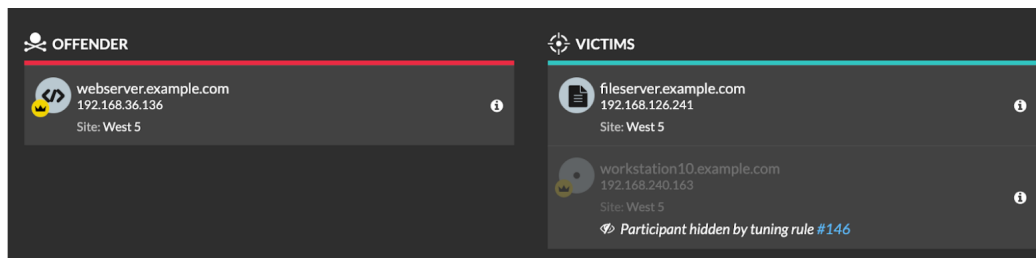 OFFENDER
webserver.example.com
192.168.36.136
Site: West 5
VICTIMS
fileserver.example.com
192.168.126.241
Site: West 5
workstation10.example.com
192.168.240.163
Site: West 5
Participant hidden by tuning rule #146